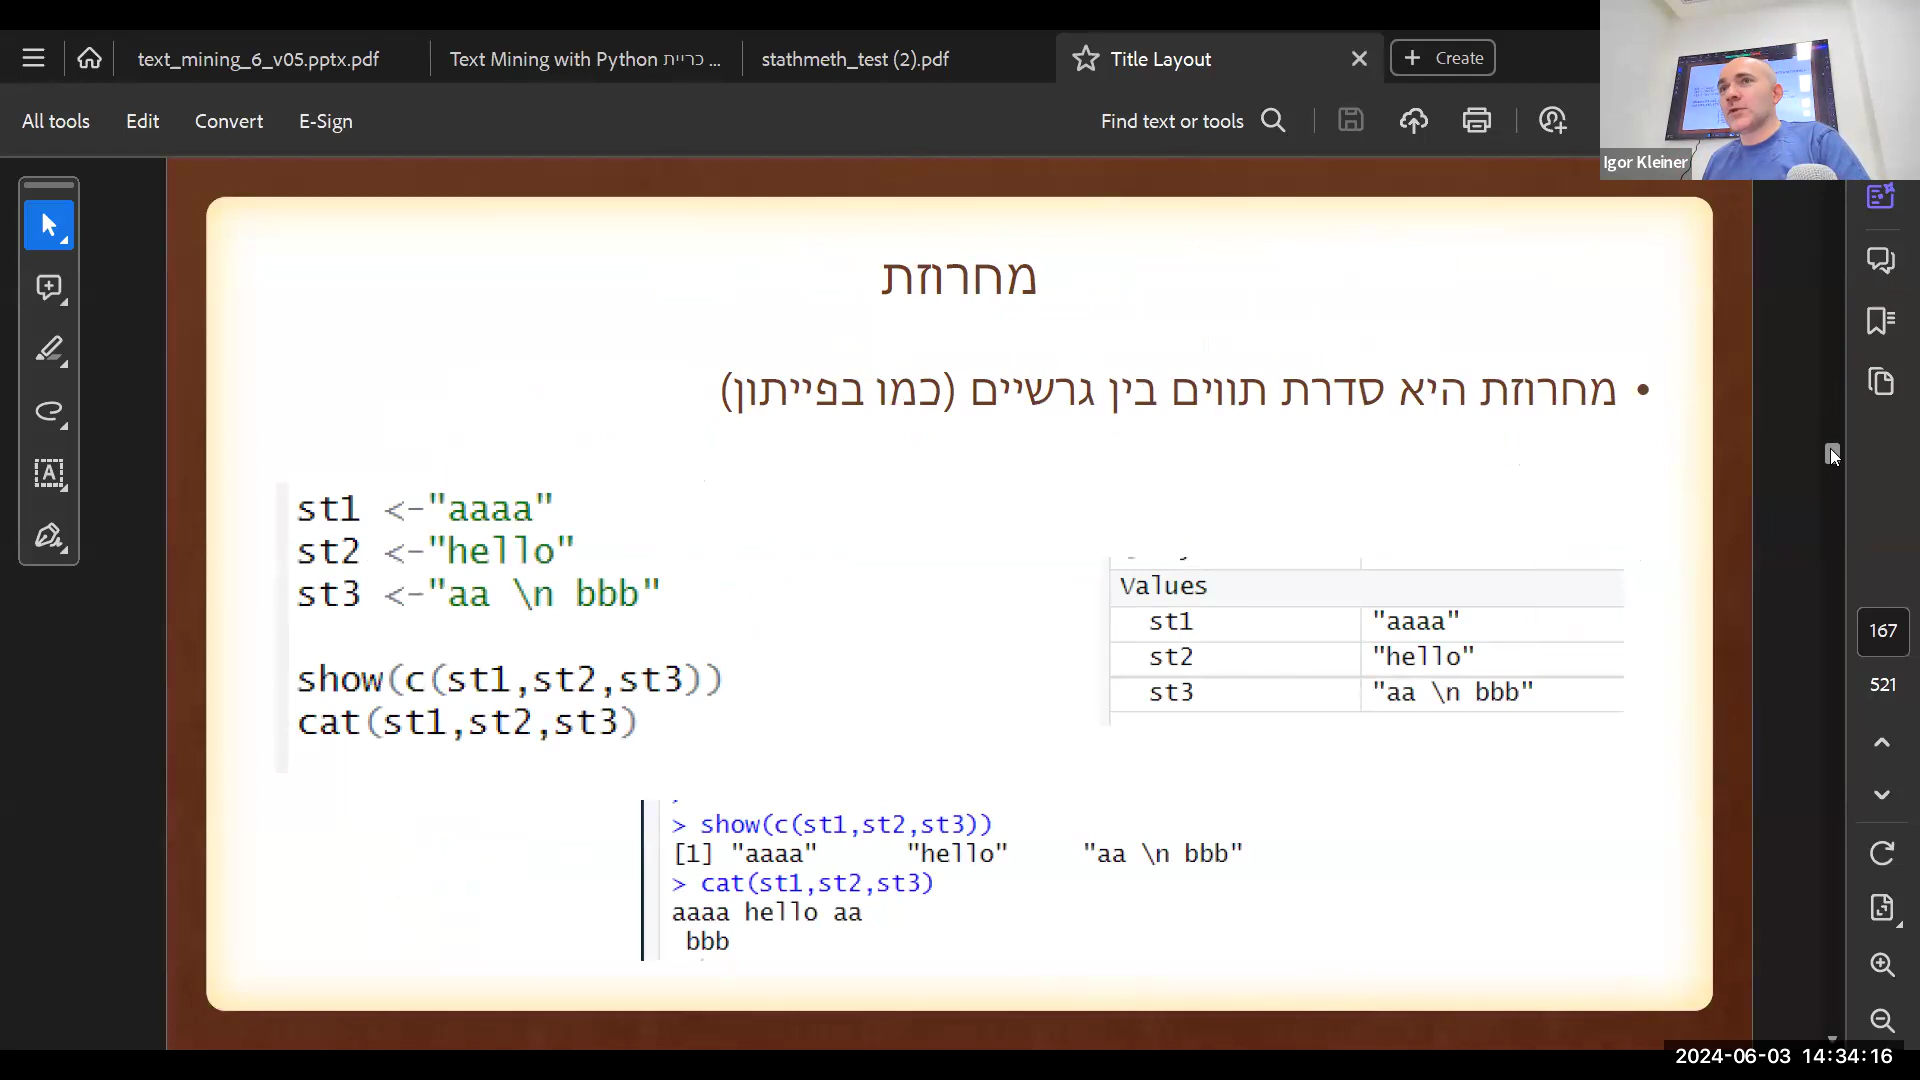 text_mining_6_v05.pptx.pdf
Text Mining with Python כריית ...
stathmeth_test (2).pdf
Title Layout
Create
All tools
Edit
Convert
E-Sign
Find text or tools
Igor Kleiner
מחרוזת
• מחרוזת היא סדרת תווים בין גרשיים (כמו בפייתון)
st1 <-"aaaa"
st2 <-"hello"
st3 <-"aa \n bbb"
show(c(st1,st2,st3))
cat(st1,st2,st3)
Values
st1 "aaaa"
st2 "hello"
st3 "aa \n bbb"
> show(c(st1,st2,st3))
[1] "aaaa" "hello" "aa \n bbb"
> cat(st1,st2,st3)
aaaa hello aa
bbb
167
521
2024-06-03 14:34:16